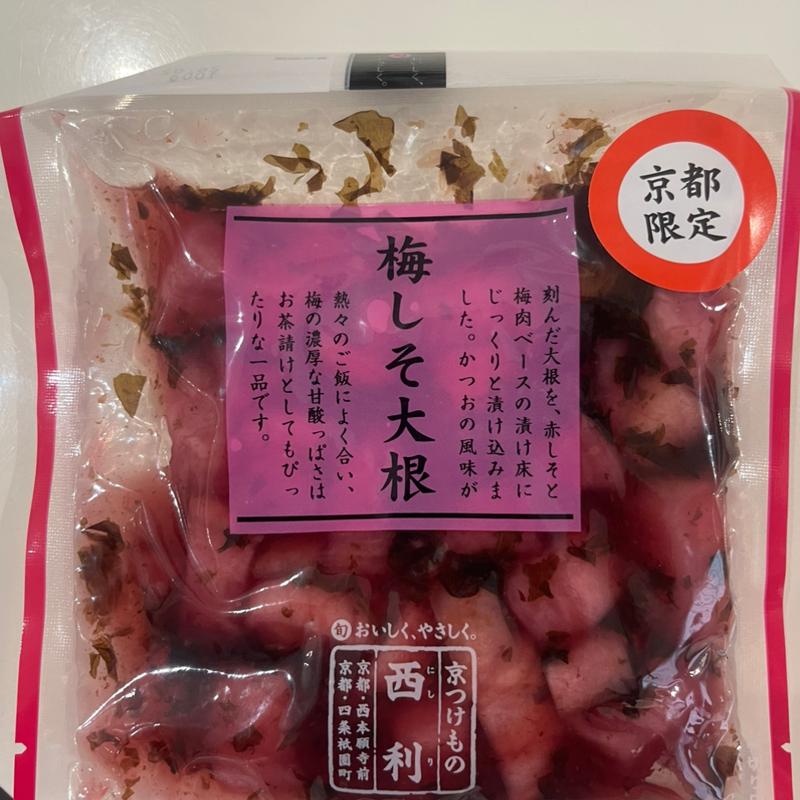 京都
限定
梅しそ大根
刻んだ大根を、赤しそと
梅肉ベースの漬け床に
じっくりと漬け込みま
した。かつおの風味が
熱々のご飯によく合い、
梅の濃厚な甘酸っぱさは
お茶請けとしてもぴっ
たりな一品です。
旬おいしく、やさしく。
京つけもの
西利
にしり
京都・西本願寺前
京都・四条祇園町